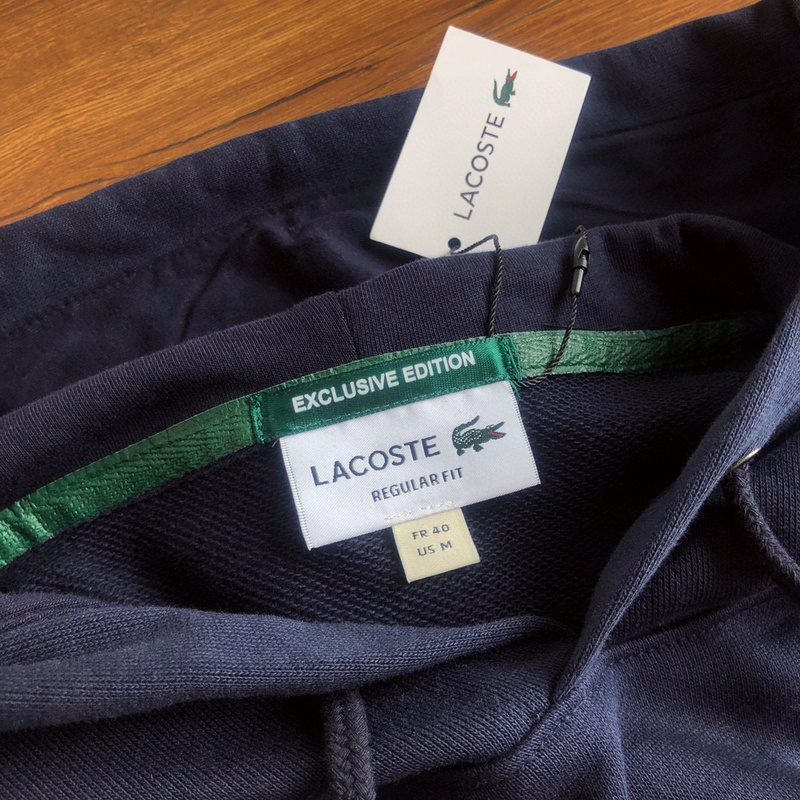 LACOSTE
EXCLUSIVE EDITION
LACOSTE
REGULAR FIT
FR 40
US M